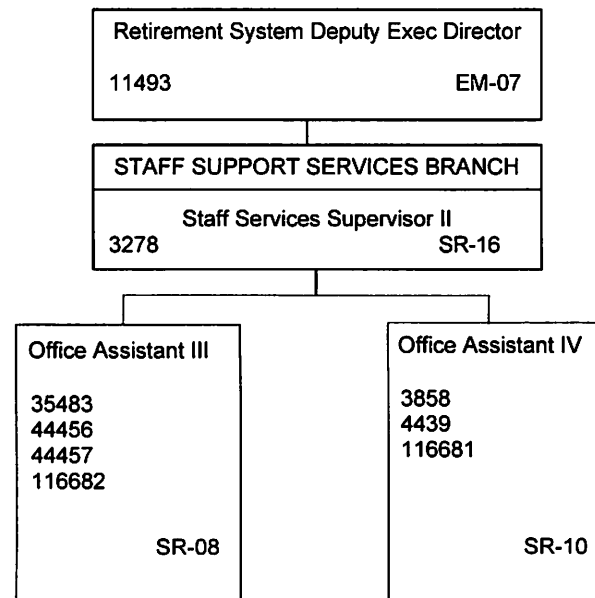 Retirement System Deputy Exec Director
11493 EM-07
STAFF SUPPORT SERVICES BRANCH
Staff Services Supervisor II
3278 SR-16
Office Assistant III
35483
44456
44457
116682
SR-08
Office Assistant IV
3858
4439
116681
SR-10